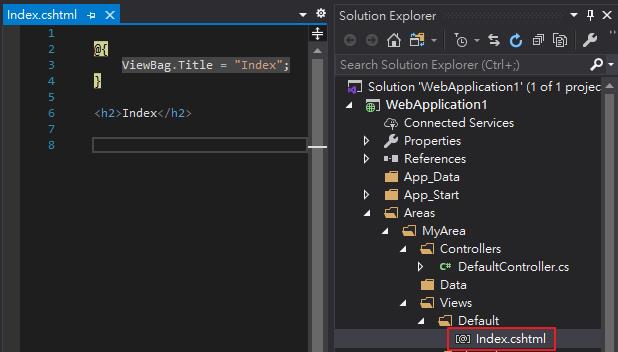 Index.cshtml
1
2 @{
3 ViewBag.Title = "Index";
4 }
5
6 <h2>Index</h2>
7
8
Solution Explorer
Search Solution Explorer (Ctrl+;)
Solution 'WebApplication1' (1 of 1 projec
WebApplication1
Connected Services
Properties
References
App_Data
App_Start
Areas
MyArea
Controllers
C# DefaultController.cs
Data
Views
Default
[@] Index.cshtml